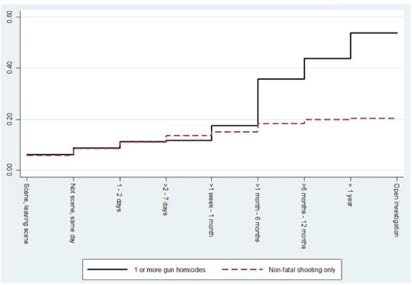 0.60
0.40
0.20
0.00
Scene, leaving scene
Not scene, same day
1 - 2 days
>2 - 7 days
>1 week - 1 month
>1 month - 6 months
>6 months - 12 months
> 1 year
Open investigation
1 or more gun homicides
Non-fatal shooting only